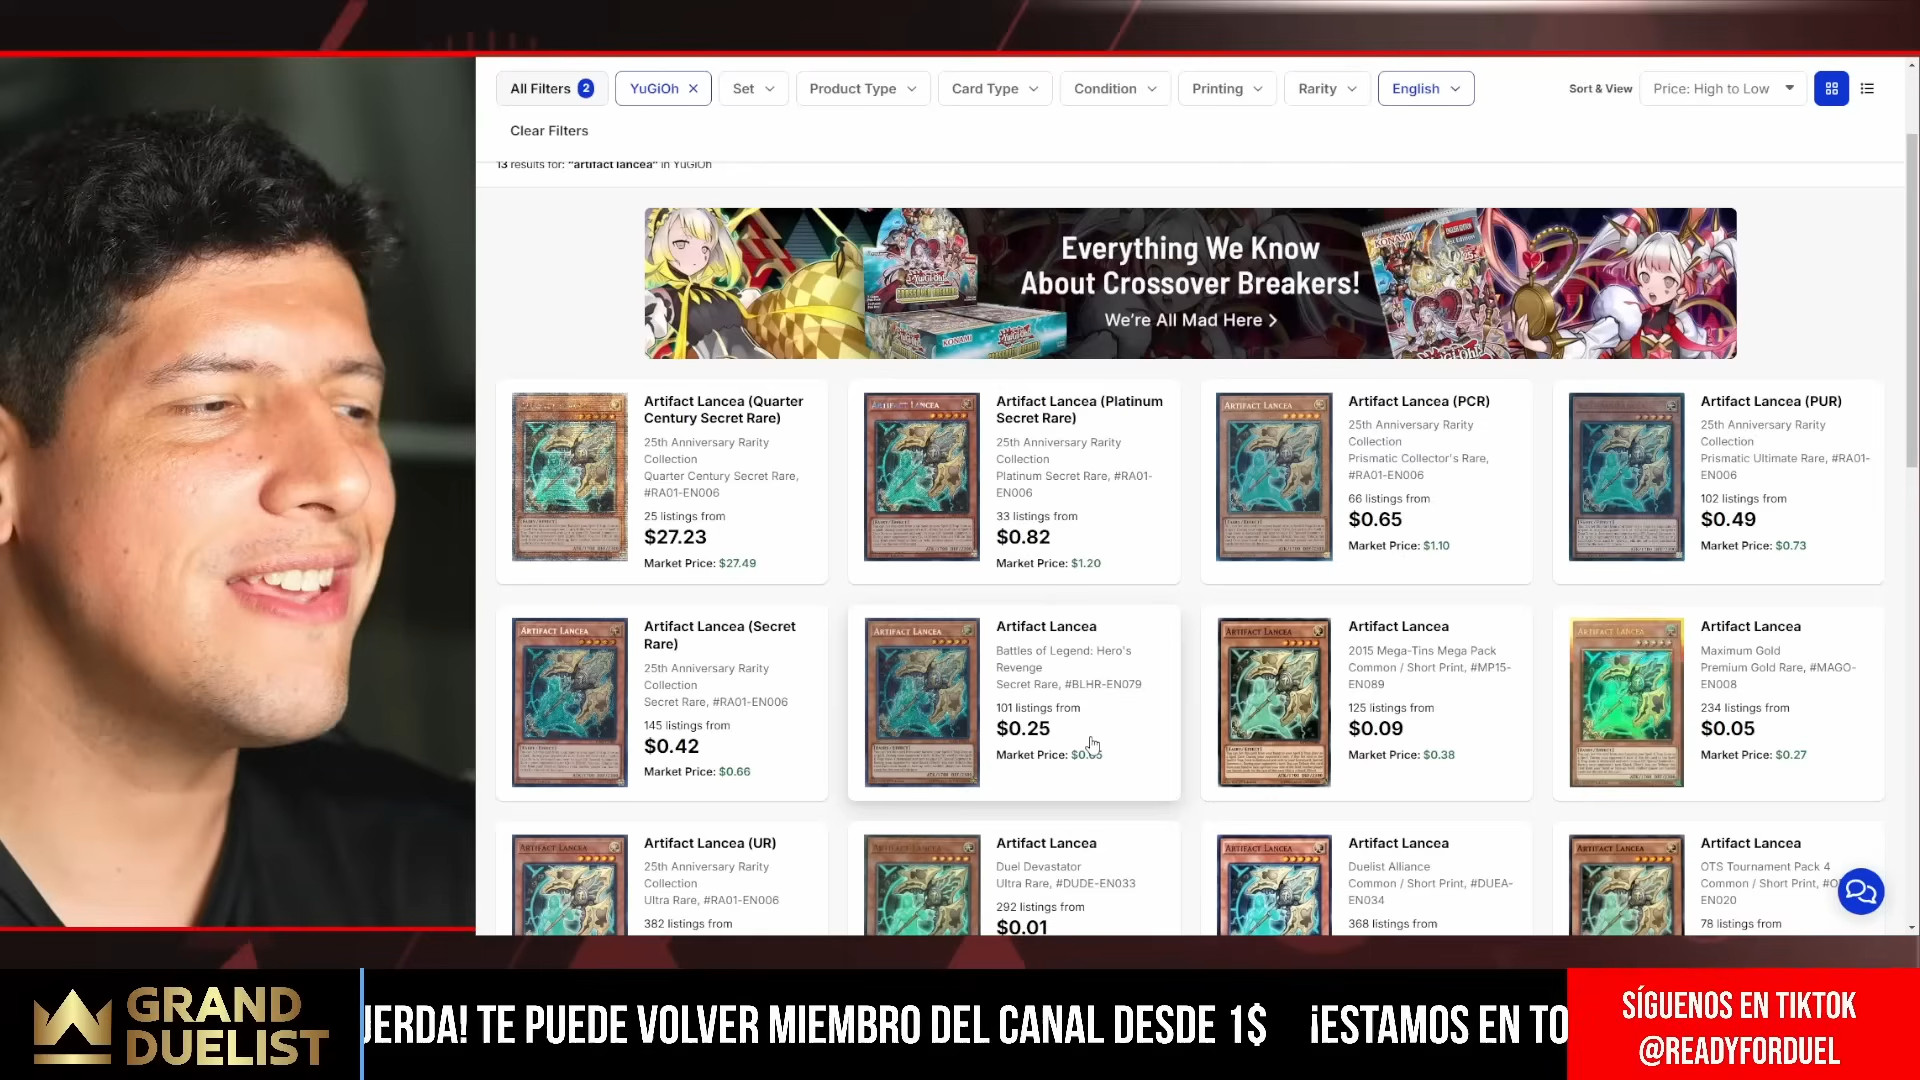 All Filters 2
YuGiOh ✕
Set
Product Type
Card Type
Condition
Printing
Rarity
English
Sort & View
Price: High to Low
Clear Filters
13 results for: "artifact lancea" in YuGiOh
Everything We Know
About Crossover Breakers!
We're All Mad Here
Artifact Lancea (Quarter
Century Secret Rare)
25th Anniversary Rarity
Collection
Quarter Century Secret Rare,
#RA01-EN006
25 listings from
$27.23
Market Price: $27.49
Artifact Lancea (Platinum
Secret Rare)
25th Anniversary Rarity
Collection
Platinum Secret Rare, #RA01-
EN006
33 listings from
$0.82
Market Price: $1.20
Artifact Lancea (PCR)
25th Anniversary Rarity
Collection
Prismatic Collector's Rare,
#RA01-EN006
66 listings from
$0.65
Market Price: $1.10
Artifact Lancea (PUR)
25th Anniversary Rarity
Collection
Prismatic Ultimate Rare, #RA01-
EN006
102 listings from
$0.49
Market Price: $0.73
Artifact Lancea (Secret
Rare)
25th Anniversary Rarity
Collection
Secret Rare, #RA01-EN006
145 listings from
$0.42
Market Price: $0.66
Artifact Lancea
Battles of Legend: Hero's
Revenge
Secret Rare, #BLHR-EN079
101 listings from
$0.25
Market Price:
Artifact Lancea
2015 Mega-Tins Mega Pack
Common / Short Print, #MP15-
EN089
125 listings from
$0.09
Market Price: $0.38
Artifact Lancea
Maximum Gold
Premium Gold Rare, #MAGO-
EN008
234 listings from
$0.05
Market Price: $0.27
Artifact Lancea (UR)
25th Anniversary Rarity
Collection
Ultra Rare, #RA01-EN006
382 listings from
Artifact Lancea
Duel Devastator
Ultra Rare, #DUDE-EN033
292 listings from
$0.01
Artifact Lancea
Duelist Alliance
Common / Short Print, #DUEA-
EN034
368 listings from
Artifact Lancea
OTS Tournament Pack 4
Common / Short Print,
EN020
78 listings from
GRAND
DUELIST
UERDA! TE PUEDE VOLVER MIEMBRO DEL CANAL DESDE 1$ ¡ESTAMOS EN TO
SÍGUENOS EN TIKTOK
@READYFORDUEL